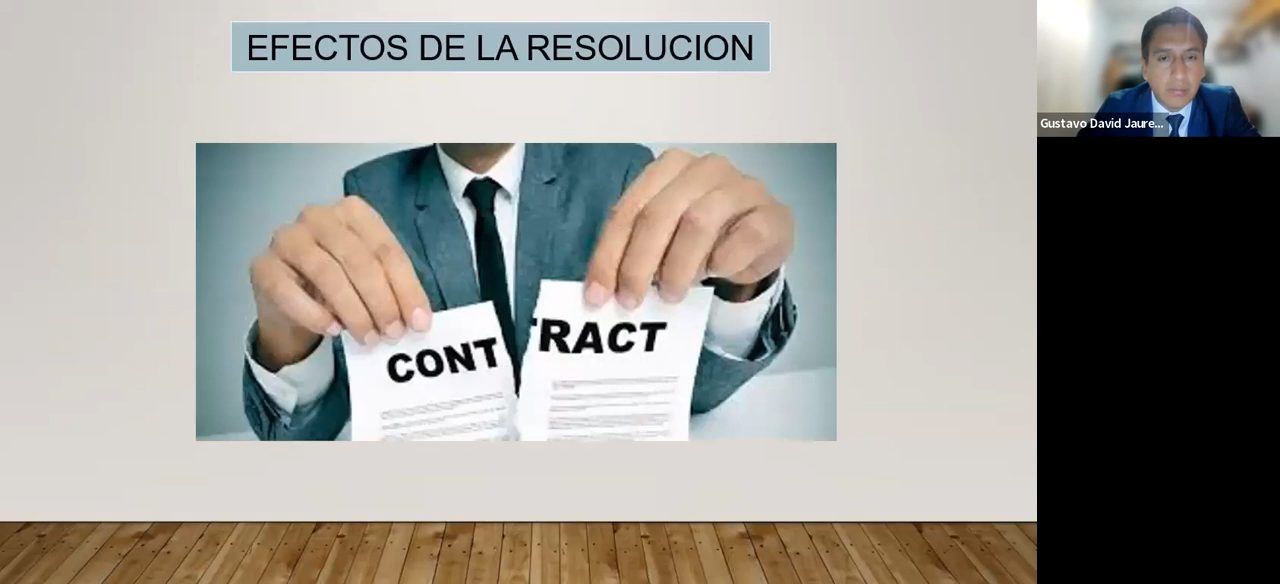 EFECTOS DE LA RESOLUCION
CONT
RACT
Gustavo David Jaure...